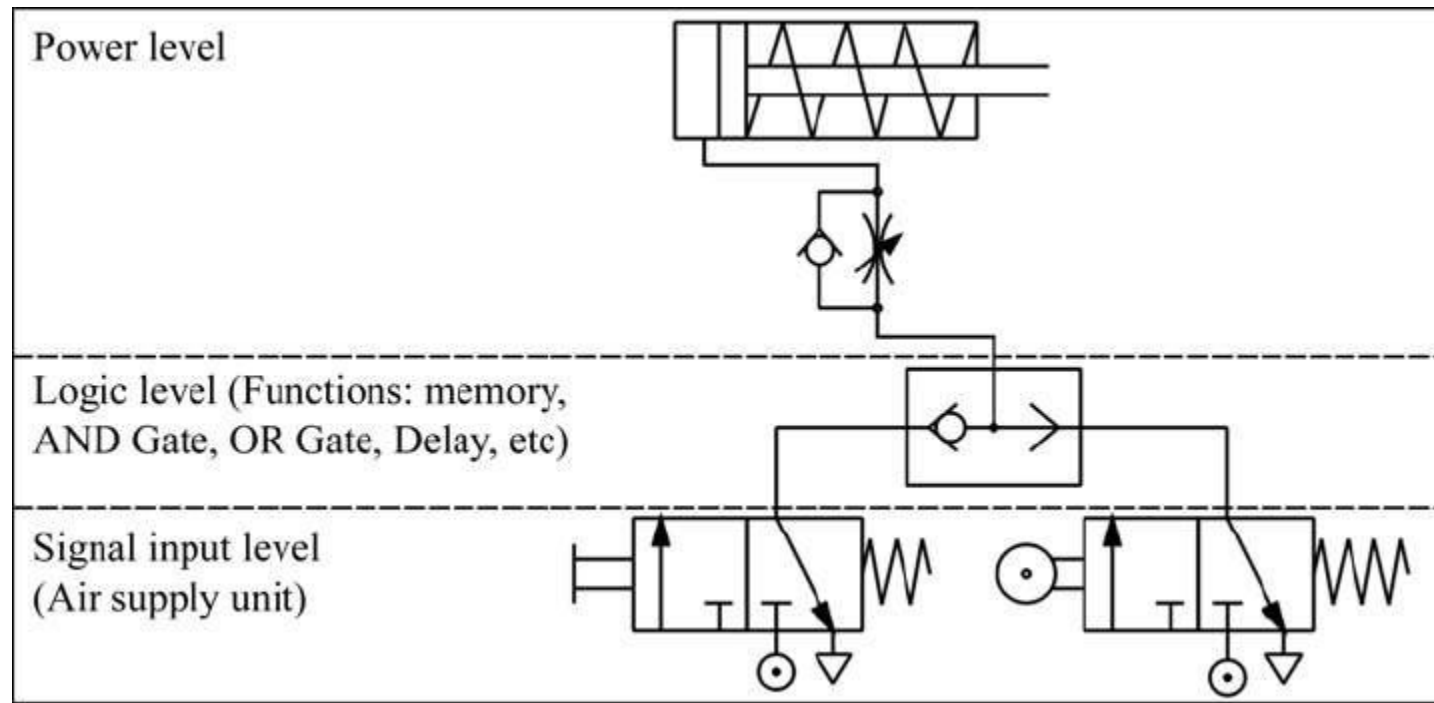 Power level
Logic level (Functions: memory,
AND Gate, OR Gate, Delay, etc)
Signal input level
(Air supply unit)